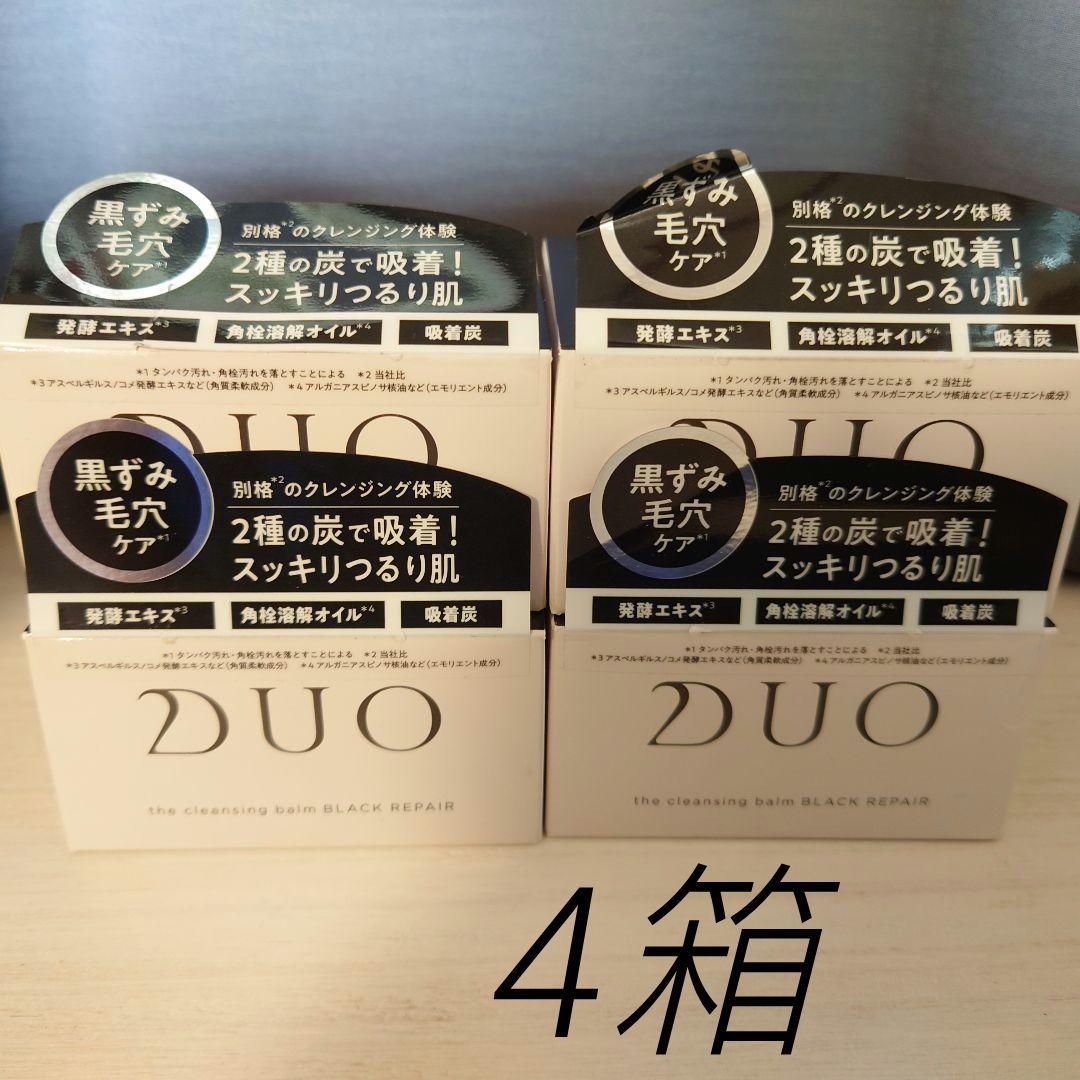 黒ずみ
毛穴
ケア*1
別格*2のクレンジング体験
2種の炭で吸着!
スッキリつるり肌
発酵エキス*3
角栓溶解オイル*4
吸着炭
*1 タンパク汚れ・角栓汚れを落とすことによる *2 当社比
*3 アスペルギルス/コメ発酵エキスなど(角質柔軟成分) *4 アルガニアスピノサ核油など(エモリエント成分)
DUO
黒ずみ
毛穴
ケア*1
別格*2のクレンジング体験
2種の炭で吸着!
スッキリつるり肌
発酵エキス*3
角栓溶解オイル*4
吸着炭
*1 タンパク汚れ・角栓汚れを落とすことによる *2 当社比
*3 アスペルギルス/コメ発酵エキスなど(角質柔軟成分) *4 アルガニアスピノサ核油など(エモリエント成分)
DUO
黒ずみ
毛穴
ケア*1
別格*2のクレンジング体験
2種の炭で吸着!
スッキリつるり肌
発酵エキス*3
角栓溶解オイル*4
吸着炭
*1 タンパク汚れ・角栓汚れを落とすことによる *2 当社比
*3 アスペルギルス/コメ発酵エキスなど(角質柔軟成分) *4 アルガニアスピノサ核油など(エモリエント成分)
DUO
the cleansing balm BLACK REPAIR
黒ずみ
毛穴
ケア*1
別格*2のクレンジング体験
2種の炭で吸着!
スッキリつるり肌
発酵エキス*3
角栓溶解オイル*4
吸着炭
*1 タンパク汚れ・角栓汚れを落とすことによる *2 当社比
*3 アスペルギルス/コメ発酵エキスなど(角質柔軟成分) *4 アルガニアスピノサ核油など(エモリエント成分)
DUO
the cleansing balm BLACK REPAIR
4箱